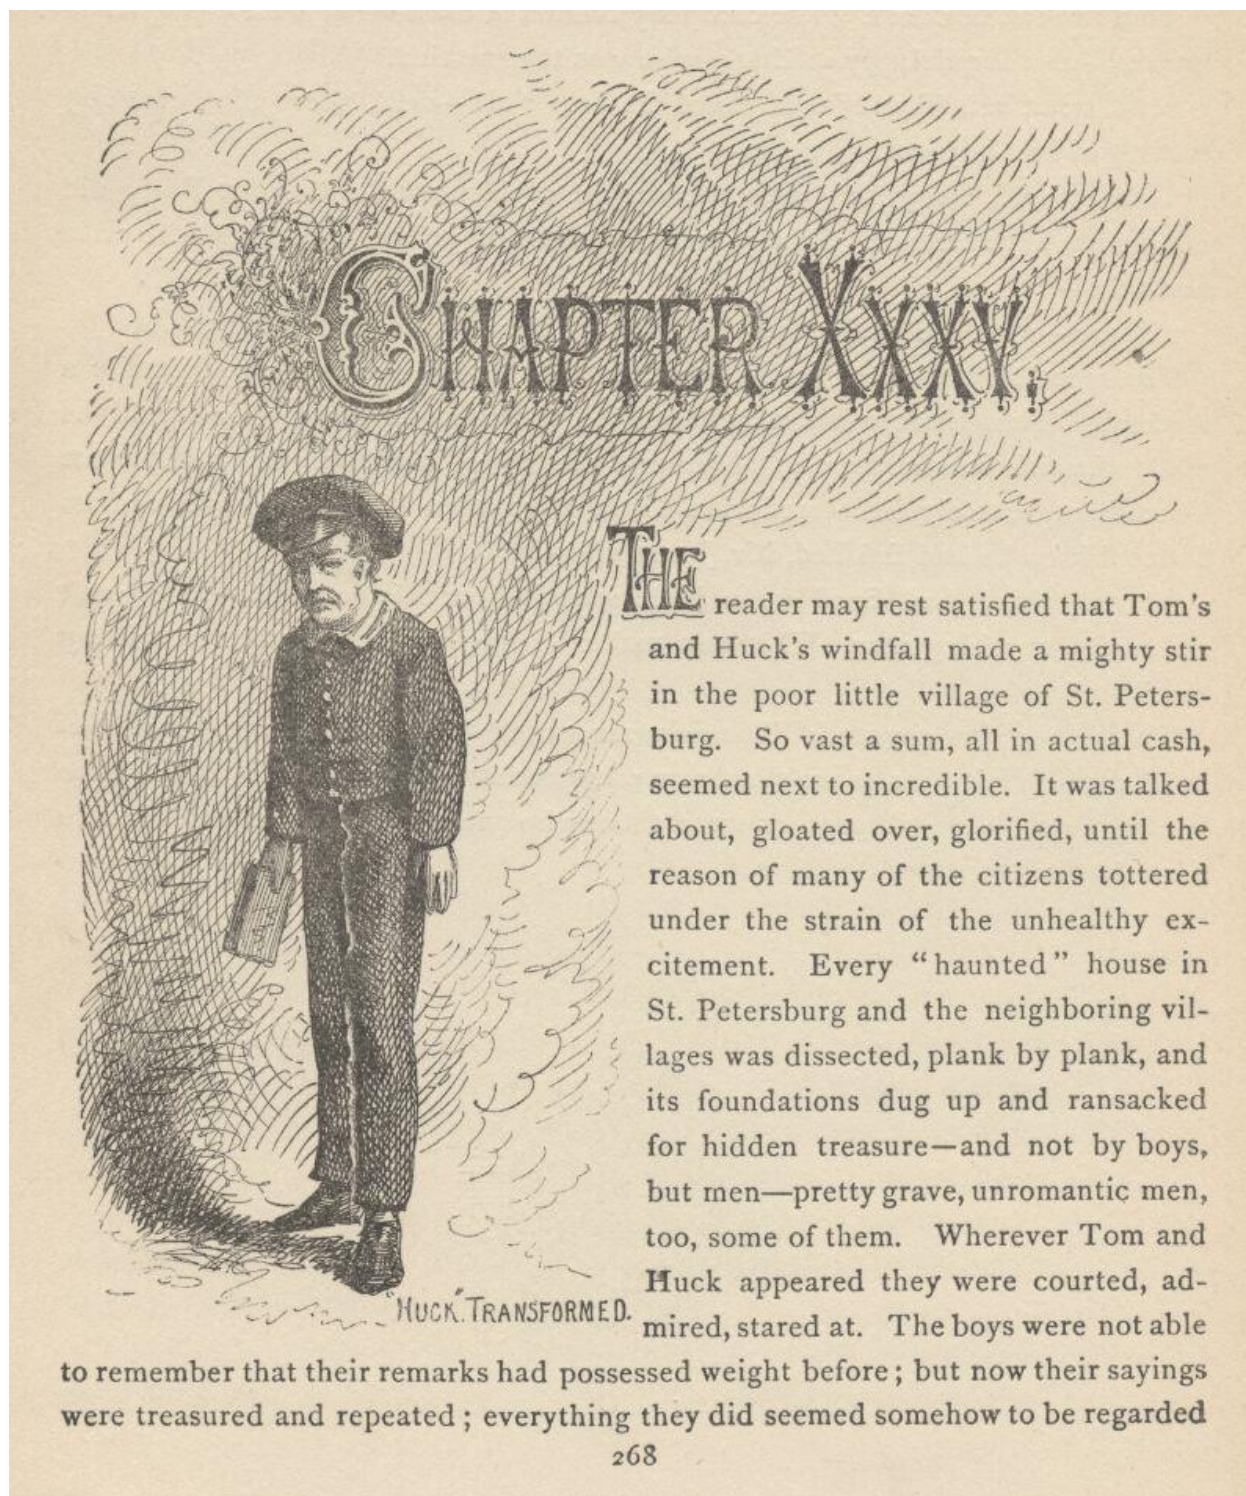 CHAPTER XXXV.
THE reader may rest satisfied that Tom's
and Huck's windfall made a mighty stir
in the poor little village of St. Peters-
burg. So vast a sum, all in actual cash,
seemed next to incredible. It was talked
about, gloated over, glorified, until the
reason of many of the citizens tottered
under the strain of the unhealthy ex-
citement. Every “haunted” house in
St. Petersburg and the neighboring vil-
lages was dissected, plank by plank, and
its foundations dug up and ransacked
for hidden treasure—and not by boys,
but men—pretty grave, unromantic men,
too, some of them. Wherever Tom and
Huck appeared they were courted, ad-
mired, stared at. The boys were not able
"HUCK". TRANSFORMED.
to remember that their remarks had possessed weight before; but now their sayings
were treasured and repeated; everything they did seemed somehow to be regarded
268